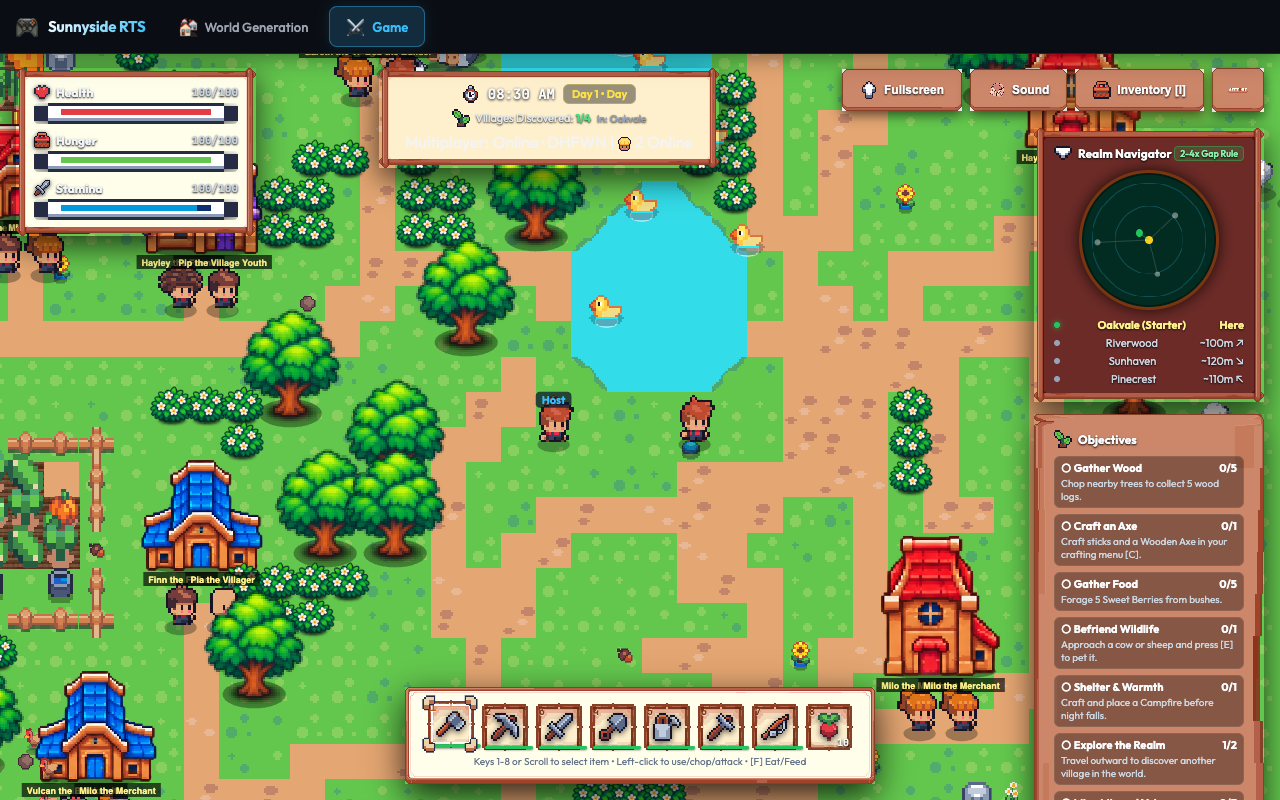 Sunnyside RTS
World Generation
Game
Health 100/100
Hunger 100/100
Stamina 100/100
08:30 AM Day 1 · Day
Villages Discovered: 1/4 In: Oakvale
Multiplayer: Online · DHFWN | 2 Online
Fullscreen
Sound
Inventory [I]
Realm Navigator 2-4x Gap Rule
Oakvale (Starter) Here
Riverwood ~100m ↗
Sunhaven ~120m ↘
Pinecrest ~110m ↖
Objectives
Gather Wood 0/5
Chop nearby trees to collect 5 wood
logs.
Craft an Axe 0/1
Craft sticks and a Wooden Axe in your
crafting menu [C].
Gather Food 0/5
Forage 5 Sweet Berries from bushes.
Befriend Wildlife 0/1
Approach a cow or sheep and press [E]
to pet it.
Shelter & Warmth 0/1
Craft and place a Campfire before
night falls.
Explore the Realm 1/2
Travel outward to discover another
village in the world.
Hay
Hayley Pip the Village Youth
Host
Finn the Pia the Villager
Milo the Milo the Merchant
Vulcan the Milo the Merchant
10
Keys 1-8 or Scroll to select item • Left-click to use/chop/attack • [F] Eat/Feed